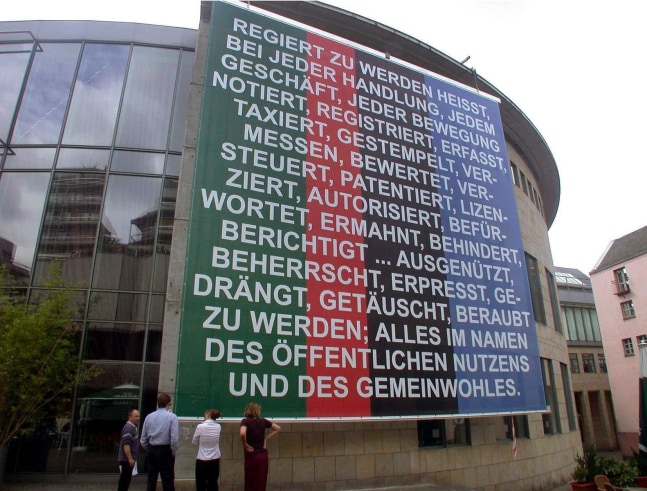 REGIERT ZU WERDEN HEISST,
BEI JEDER HANDLUNG, JEDEM
GESCHÄFT, JEDER BEWEGUNG
NOTIERT, REGISTRIERT, ERFASST,
TAXIERT, GESTEMPELT, VER-
MESSEN, BEWERTET, VER-
STEUERT, PATENTIERT, LIZEN-
ZIERT, AUTORISIERT, BEFÜR-
WORTET, ERMAHNT, BEHINDERT,
BERICHTIGT ... AUSGENÜTZT,
BEHERRSCHT, ERPRESST, GE-
DRÄNGT, GETÄUSCHT, BERAUBT
ZU WERDEN; ALLES IM NAMEN
DES ÖFFENTLICHEN NUTZENS
UND DES GEMEINWOHLES.